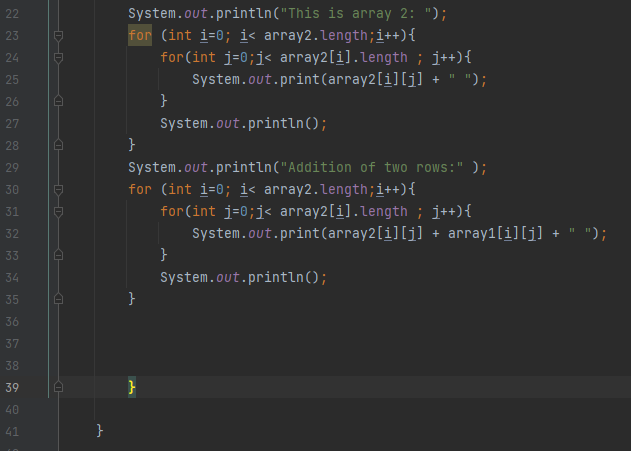 22 System.out.println("This is array 2: ");
23 for (int i=0; i< array2.length;i++){
24 for(int j=0;j< array2[i].length ; j++){
25 System.out.print(array2[i][j] + " ");
26 }
27 System.out.println();
28 }
29 System.out.println("Addition of two rows:" );
30 for (int i=0; i< array2.length;i++){
31 for(int j=0;j< array2[i].length ; j++){
32 System.out.print(array2[i][j] + array1[i][j] + " ");
33 }
34 System.out.println();
35 }
36
37
38
39 }
40
41 }